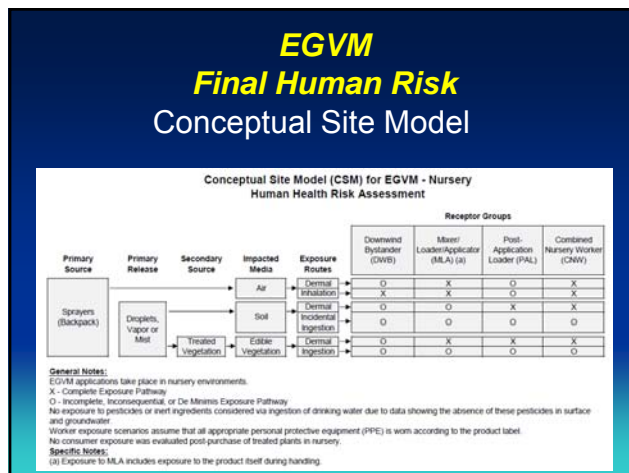 EGVM
Final Human Risk
Conceptual Site Model
Conceptual Site Model (CSM) for EGVM - Nursery
Human Health Risk Assessment
Receptor Groups
Primary Source
Primary Release
Secondary Source
Impacted Media
Exposure Routes
Downwind Bystander (DWB)
Mixer/ Loader/Applicator (MLA) (a)
Post- Application Loader (PAL)
Combined Nursery Worker (CNW)
Sprayers (Backpack)
Droplets, Vapor or Mist
Treated Vegetation
Air
Dermal O X O X
Inhalation X X O X
Soil
Dermal O O X X
Incidental Ingestion O O O O
Edible Vegetation
Dermal O X X X
Ingestion O O O O
General Notes:
EGVM applications take place in nursery environments.
X - Complete Exposure Pathway
O - Incomplete, Inconsequential, or De Minimis Exposure Pathway
No exposure to pesticides or inert ingredients considered via ingestion of drinking water due to data showing the absence of these pesticides in surface
and groundwater
Worker exposure scenarios assume that all appropriate personal protective equipment (PPE) is worn according to the product label.
No consumer exposure was evaluated post-purchase of treated plants in nursery.
Specific Notes:
(a) Exposure to MLA includes exposure to the product itself during handling.